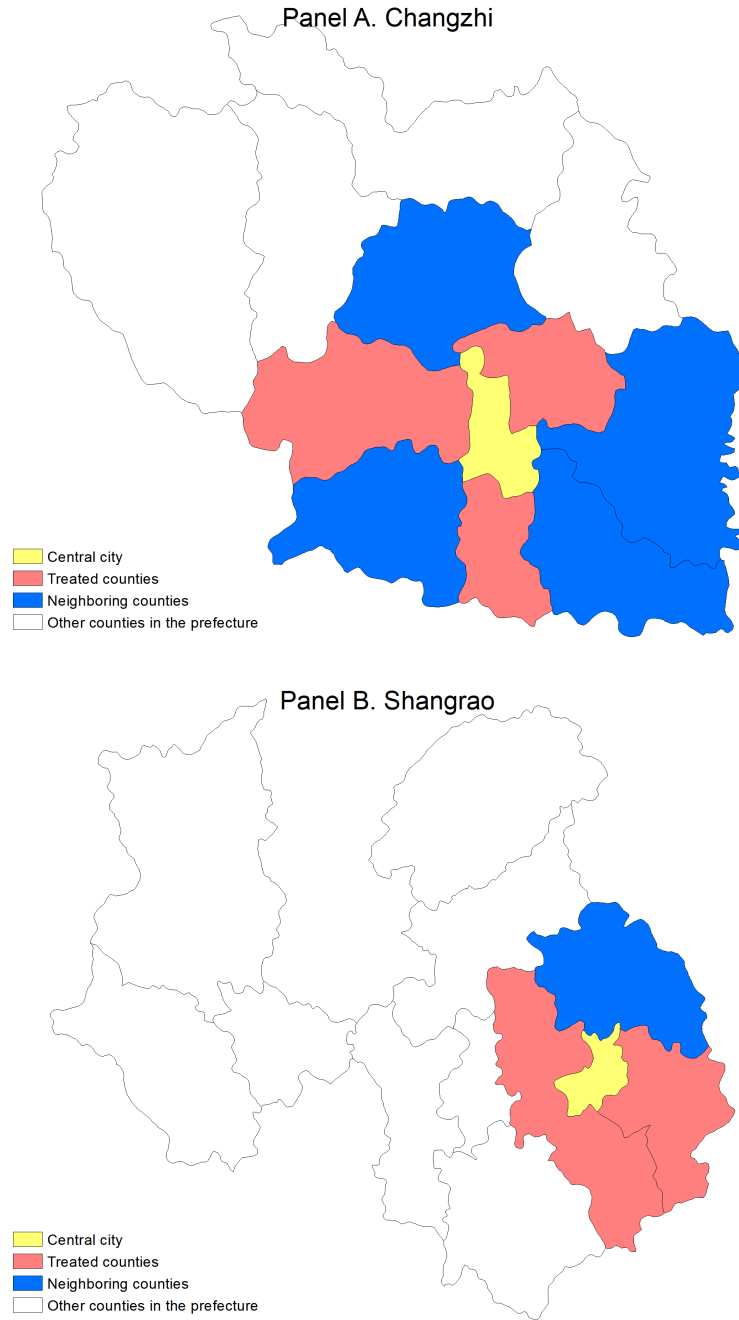 Panel A. Changzhi
Central city
Treated counties
Neighboring counties
Other counties in the prefecture
Panel B. Shangrao
Central city
Treated counties
Neighboring counties
Other counties in the prefecture